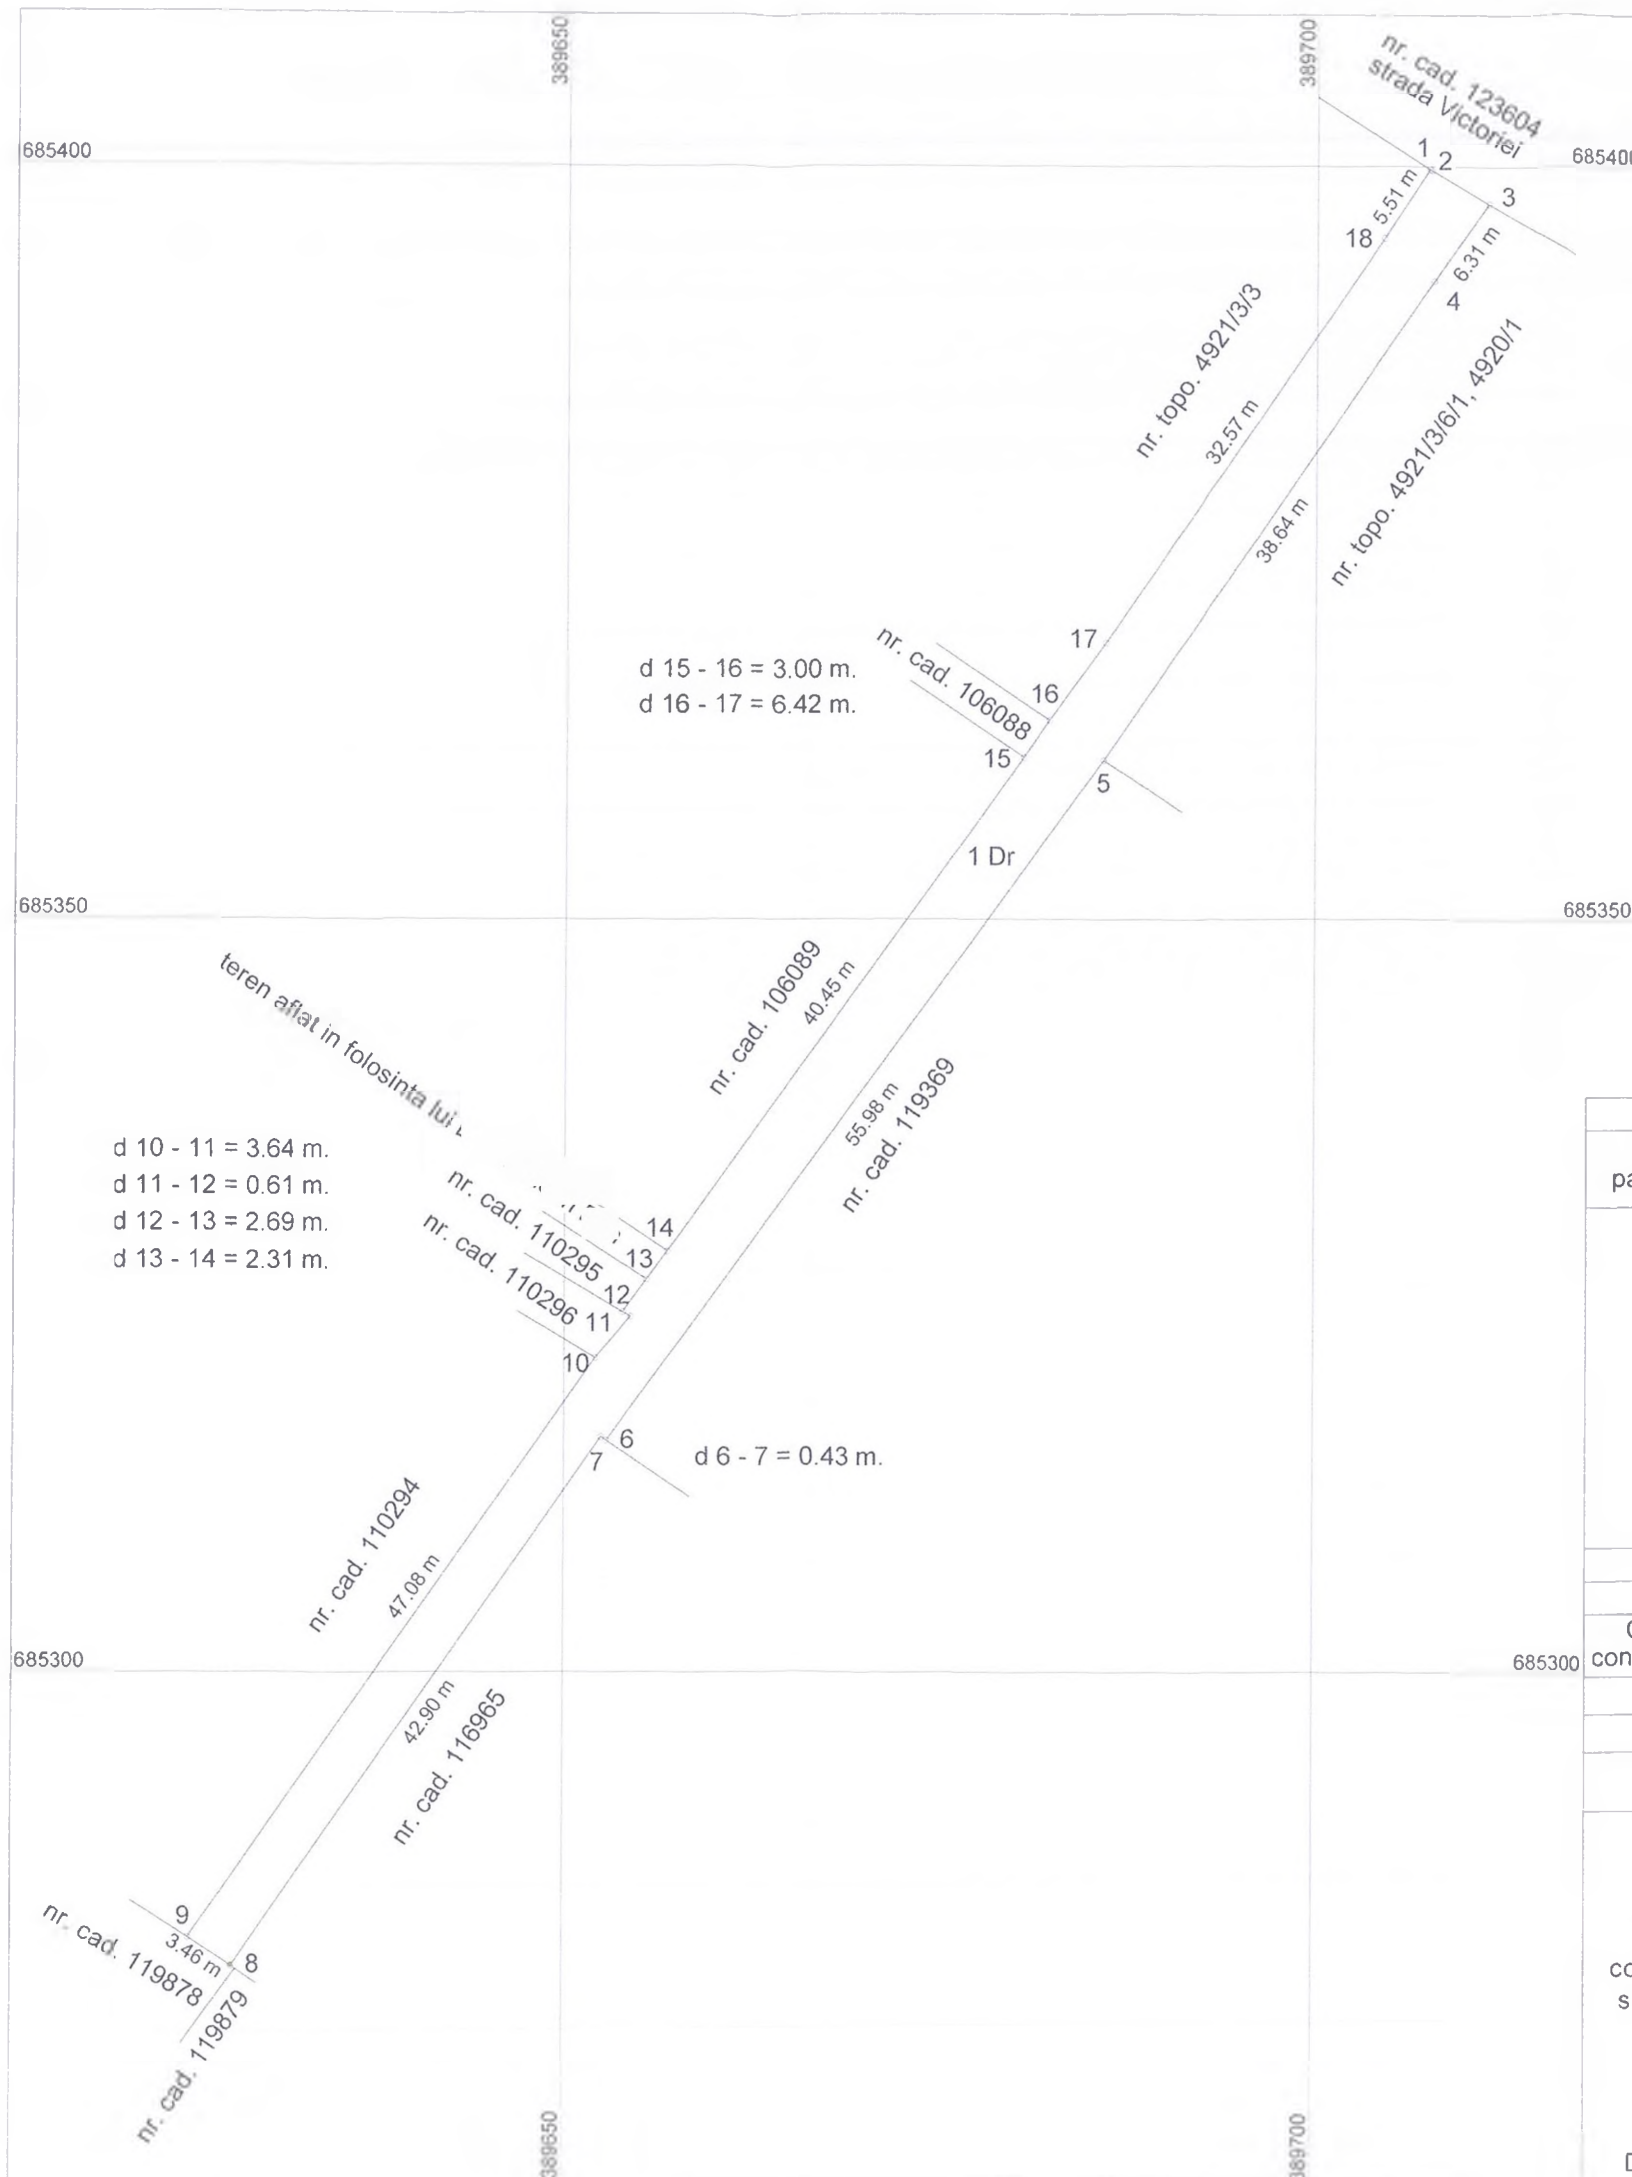 389650
389700
nr. cad. 123604
strada Victoriei
685400
685400
1
2
3
5.51 m
18
6.31 m
4
nr. topo. 4921/3/3
32.57 m
nr. topo. 4921/3/6/1, 4920/1
38.64 m
17
nr. cad. 106088
d 15 - 16 = 3.00 m.
d 16 - 17 = 6.42 m.
16
15
5
1 Dr
685350
685350
nr. cad. 106089
40.45 m
teren aflat in folosinta lui
55.98 m
nr. cad. 119369
d 10 - 11 = 3.64 m.
d 11 - 12 = 0.61 m.
d 12 - 13 = 2.69 m.
d 13 - 14 = 2.31 m.
nr. cad. 110295
nr. cad. 110296
14
13
12
11
10
6
7
d 6 - 7 = 0.43 m.
nr. cad. 110294
47.08 m
685300
685300
con
42.90 m
nr. cad. 116965
9
3.46 m
8
nr. cad. 119878
nr. cad. 119879
389650
389700